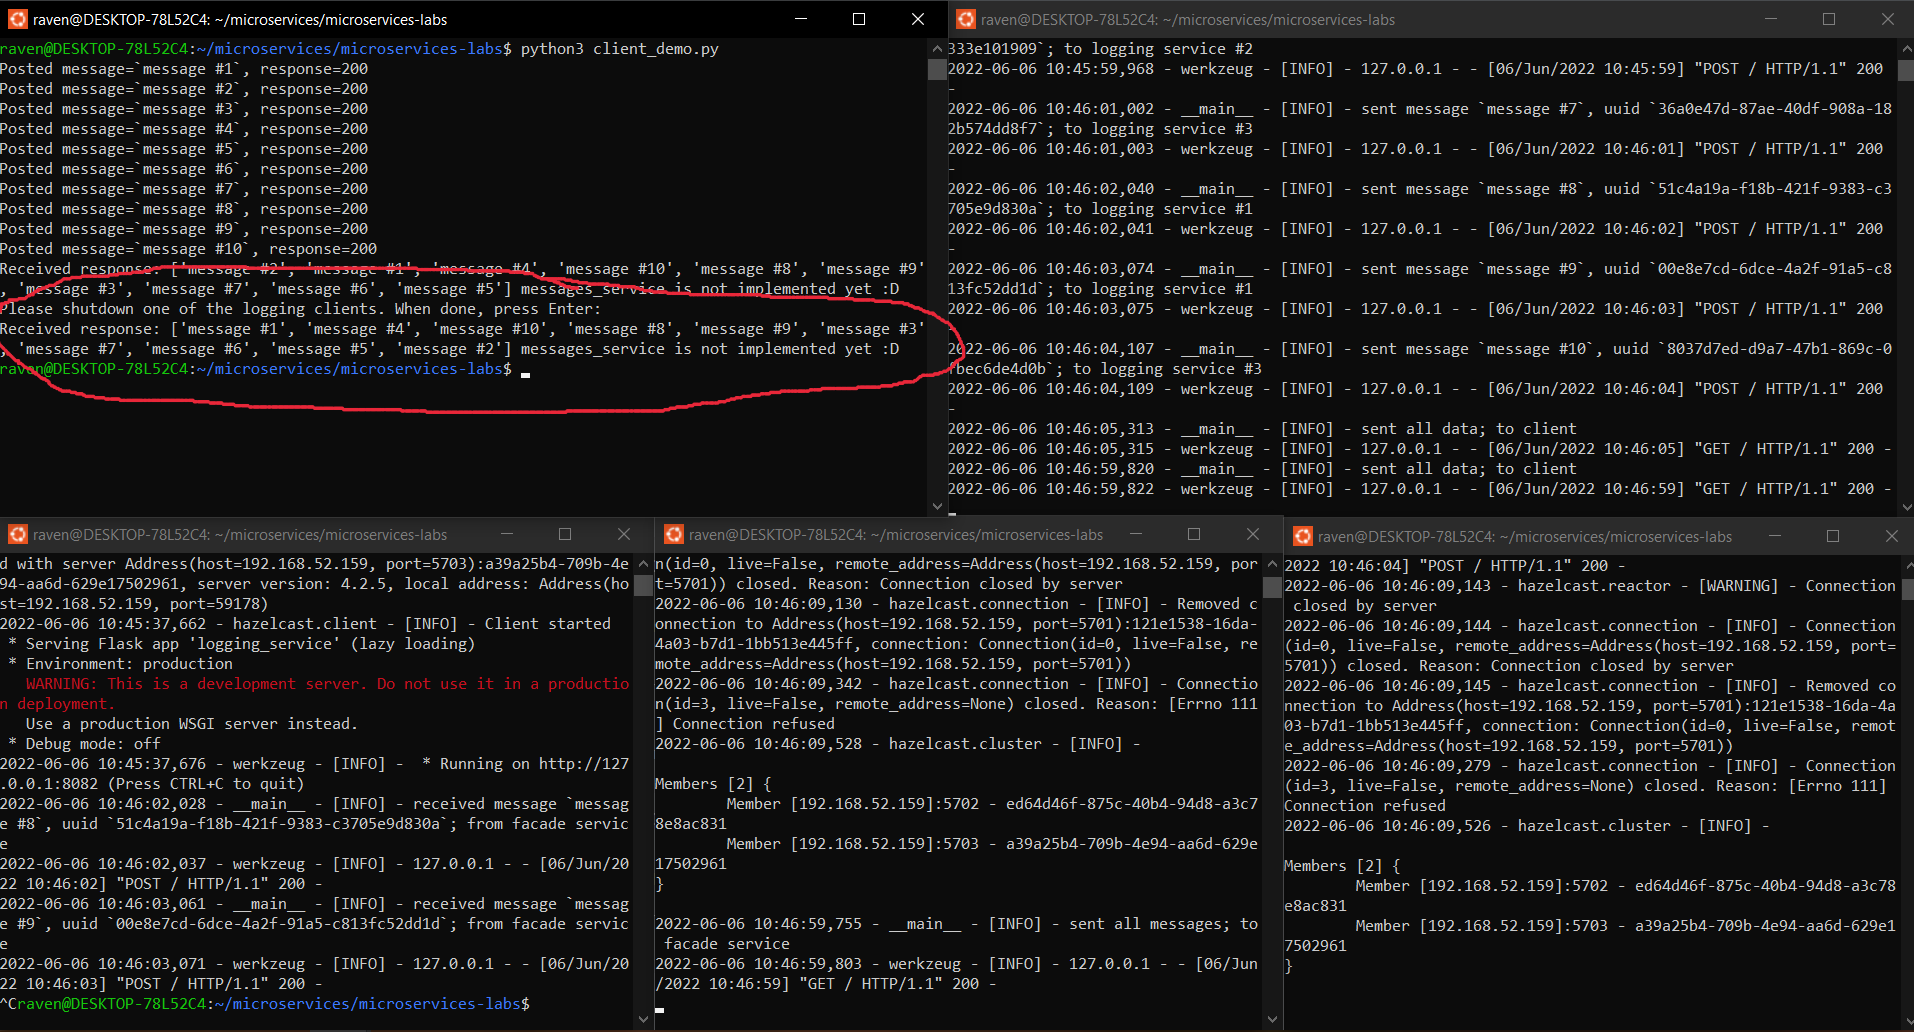 raven@DESKTOP-78L52C4: ~/microservices/microservices-labs
raven@DESKTOP-78L52C4:~/microservices/microservices-labs$ python3 client_demo.py
Posted message=`message #1`, response=200
Posted message=`message #2`, response=200
Posted message=`message #3`, response=200
Posted message=`message #4`, response=200
Posted message=`message #5`, response=200
Posted message=`message #6`, response=200
Posted message=`message #7`, response=200
Posted message=`message #8`, response=200
Posted message=`message #9`, response=200
Posted message=`message #10`, response=200
Received response: ['message #2', 'message #1', 'message #4', 'message #10', 'message #8', 'message #9'
, 'message #3', 'message #7', 'message #6', 'message #5'] messages_service is not implemented yet :D
Please shutdown one of the logging clients. When done, press Enter:
Received response: ['message #1', 'message #4', 'message #10', 'message #8', 'message #9', 'message #3'
, 'message #7', 'message #6', 'message #5', 'message #2'] messages_service is not implemented yet :D
raven@DESKTOP-78L52C4:~/microservices/microservices-labs$
raven@DESKTOP-78L52C4: ~/microservices/microservices-labs
333e101909`; to logging service #2
2022-06-06 10:45:59,968 - werkzeug - [INFO] - 127.0.0.1 - - [06/Jun/2022 10:45:59] "POST / HTTP/1.1" 200
-
2022-06-06 10:46:01,002 - __main__ - [INFO] - sent message `message #7`, uuid `36a0e47d-87ae-40df-908a-18
2b574dd8f7`; to logging service #3
2022-06-06 10:46:01,003 - werkzeug - [INFO] - 127.0.0.1 - - [06/Jun/2022 10:46:01] "POST / HTTP/1.1" 200
-
2022-06-06 10:46:02,040 - __main__ - [INFO] - sent message `message #8`, uuid `51c4a19a-f18b-421f-9383-c3
705e9d830a`; to logging service #1
2022-06-06 10:46:02,041 - werkzeug - [INFO] - 127.0.0.1 - - [06/Jun/2022 10:46:02] "POST / HTTP/1.1" 200
-
2022-06-06 10:46:03,074 - __main__ - [INFO] - sent message `message #9`, uuid `00e8e7cd-6dce-4a2f-91a5-c8
13fc52dd1d`; to logging service #1
2022-06-06 10:46:03,075 - werkzeug - [INFO] - 127.0.0.1 - - [06/Jun/2022 10:46:03] "POST / HTTP/1.1" 200
-
2022-06-06 10:46:04,107 - __main__ - [INFO] - sent message `message #10`, uuid `8037d7ed-d9a7-47b1-869c-0
fbec6de4d0b`; to logging service #3
2022-06-06 10:46:04,109 - werkzeug - [INFO] - 127.0.0.1 - - [06/Jun/2022 10:46:04] "POST / HTTP/1.1" 200
-
2022-06-06 10:46:05,313 - __main__ - [INFO] - sent all data; to client
2022-06-06 10:46:05,315 - werkzeug - [INFO] - 127.0.0.1 - - [06/Jun/2022 10:46:05] "GET / HTTP/1.1" 200 -
2022-06-06 10:46:59,820 - __main__ - [INFO] - sent all data; to client
2022-06-06 10:46:59,822 - werkzeug - [INFO] - 127.0.0.1 - - [06/Jun/2022 10:46:59] "GET / HTTP/1.1" 200 -
raven@DESKTOP-78L52C4: ~/microservices/microservices-labs
d with server Address(host=192.168.52.159, port=5703):a39a25b4-709b-4e
94-aa6d-629e17502961, server version: 4.2.5, local address: Address(ho
st=192.168.52.159, port=59178)
2022-06-06 10:45:37,662 - hazelcast.client - [INFO] - Client started
* Serving Flask app 'logging_service' (lazy loading)
* Environment: production
WARNING: This is a development server. Do not use it in a productio
n deployment.
Use a production WSGI server instead.
* Debug mode: off
2022-06-06 10:45:37,676 - werkzeug - [INFO] -  * Running on http://127
.0.0.1:8082 (Press CTRL+C to quit)
2022-06-06 10:46:02,028 - __main__ - [INFO] - received message `messag
e #8`, uuid `51c4a19a-f18b-421f-9383-c3705e9d830a`; from facade servic
e
2022-06-06 10:46:02,037 - werkzeug - [INFO] - 127.0.0.1 - - [06/Jun/20
22 10:46:02] "POST / HTTP/1.1" 200 -
2022-06-06 10:46:03,061 - __main__ - [INFO] - received message `messag
e #9`, uuid `00e8e7cd-6dce-4a2f-91a5-c813fc52dd1d`; from facade servic
e
2022-06-06 10:46:03,071 - werkzeug - [INFO] - 127.0.0.1 - - [06/Jun/20
22 10:46:03] "POST / HTTP/1.1" 200 -
^Craven@DESKTOP-78L52C4:~/microservices/microservices-labs$
raven@DESKTOP-78L52C4: ~/microservices/microservices-labs
n(id=0, live=False, remote_address=Address(host=192.168.52.159, por
t=5701)) closed. Reason: Connection closed by server
2022-06-06 10:46:09,130 - hazelcast.connection - [INFO] - Removed c
onnection to Address(host=192.168.52.159, port=5701):121e1538-16da-
4a03-b7d1-1bb513e445ff, connection: Connection(id=0, live=False, re
mote_address=Address(host=192.168.52.159, port=5701))
2022-06-06 10:46:09,342 - hazelcast.connection - [INFO] - Connectio
n(id=3, live=False, remote_address=None) closed. Reason: [Errno 111
] Connection refused
2022-06-06 10:46:09,528 - hazelcast.cluster - [INFO] -
Members [2] {
Member [192.168.52.159]:5702 - ed64d46f-875c-40b4-94d8-a3c7
8e8ac831
Member [192.168.52.159]:5703 - a39a25b4-709b-4e94-aa6d-629e
17502961
}
2022-06-06 10:46:59,755 - __main__ - [INFO] - sent all messages; to
facade service
2022-06-06 10:46:59,803 - werkzeug - [INFO] - 127.0.0.1 - - [06/Jun
/2022 10:46:59] "GET / HTTP/1.1" 200 -
raven@DESKTOP-78L52C4: ~/microservices/microservices-labs
2022 10:46:04] "POST / HTTP/1.1" 200 -
2022-06-06 10:46:09,143 - hazelcast.reactor - [WARNING] - Connection
closed by server
2022-06-06 10:46:09,144 - hazelcast.connection - [INFO] - Connection
(id=0, live=False, remote_address=Address(host=192.168.52.159, port=
5701)) closed. Reason: Connection closed by server
2022-06-06 10:46:09,145 - hazelcast.connection - [INFO] - Removed co
nnection to Address(host=192.168.52.159, port=5701):121e1538-16da-4a
03-b7d1-1bb513e445ff, connection: Connection(id=0, live=False, remot
e_address=Address(host=192.168.52.159, port=5701))
2022-06-06 10:46:09,279 - hazelcast.connection - [INFO] - Connection
(id=3, live=False, remote_address=None) closed. Reason: [Errno 111]
Connection refused
2022-06-06 10:46:09,526 - hazelcast.cluster - [INFO] -
Members [2] {
Member [192.168.52.159]:5702 - ed64d46f-875c-40b4-94d8-a3c78
e8ac831
Member [192.168.52.159]:5703 - a39a25b4-709b-4e94-aa6d-629e1
7502961
}